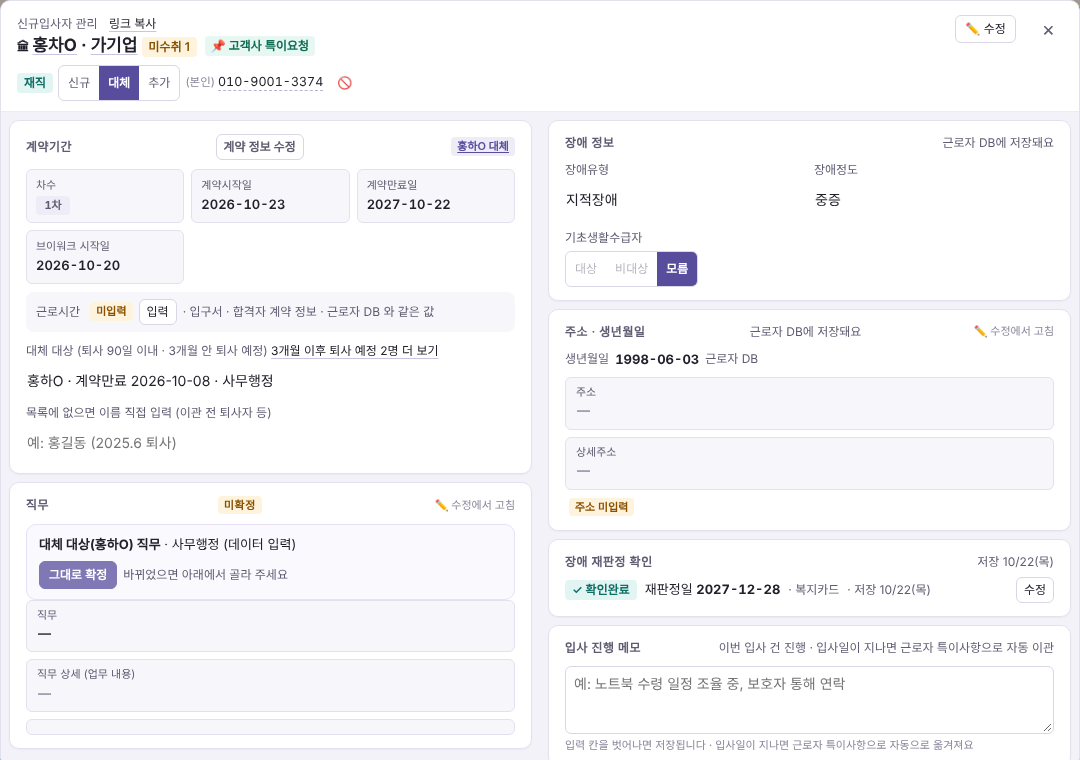 신규입사자 관리 링크 복사
🏛 홍차O · 가기업 미수취 1 📌 고객사 특이요청
✏️ 수정 ✕
재직 신규 대체 추가 (본인) 010-9001-3374 🚫
계약기간 계약 정보 수정 홍하O 대체
차수 계약시작일 계약만료일
1차 2026-10-23 2027-10-22
브이워크 시작일
2026-10-20
근로시간 미입력 입력 · 입구서 · 합격자 계약 정보 · 근로자 DB 와 같은 값
대체 대상 (퇴사 90일 이내 · 3개월 안 퇴사 예정) 3개월 이후 퇴사 예정 2명 더 보기
홍하O · 계약만료 2026-10-08 · 사무행정
목록에 없으면 이름 직접 입력 (이관 전 퇴사자 등)
예: 홍길동 (2025.6 퇴사)
직무 미확정 ✏️ 수정에서 고침
대체 대상(홍하O) 직무 · 사무행정 (데이터 입력)
그대로 확정 바뀌었으면 아래에서 골라 주세요
직무
—
직무 상세 (업무 내용)
—
장애 정보 근로자 DB에 저장돼요
장애유형 장애정도
지적장애 중증
기초생활수급자
대상 비대상 모름
주소 · 생년월일 근로자 DB에 저장돼요 ✏️ 수정에서 고침
생년월일 1998-06-03 근로자 DB
주소
—
상세주소
—
주소 미입력
장애 재판정 확인 저장 10/22(목)
✓ 확인완료 재판정일 2027-12-28 · 복지카드 · 저장 10/22(목) 수정
입사 진행 메모 이번 입사 건 진행 · 입사일이 지나면 근로자 특이사항으로 자동 이관
예: 노트북 수령 일정 조율 중, 보호자 통해 연락
입력 칸을 벗어나면 저장됩니다 · 입사일이 지나면 근로자 특이사항으로 자동으로 옮겨져요